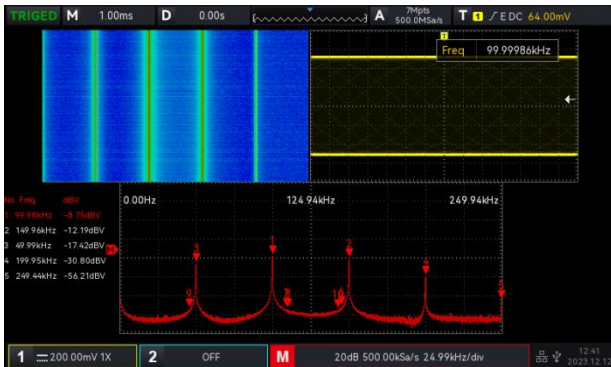 TRIGED M 1.00ms D 0.00s A 7Mpts 500.0MSa/s T 1 E DC 64.00mV
T
Freq 99.99986kHz
No. Freq dBV
1 99.98kHz -8.75dBV
2 149.96kHz -12.19dBV
3 49.99kHz -17.42dBV
4 199.95kHz -30.80dBV
5 249.44kHz -56.21dBV
0.00Hz 124.94kHz 249.94kHz
M
3 1 2
4
9 10 5
1 200.00mV 1X 2 OFF M 20dB 500.00kSa/s 24.99kHz/div 12:41
2023.12.12